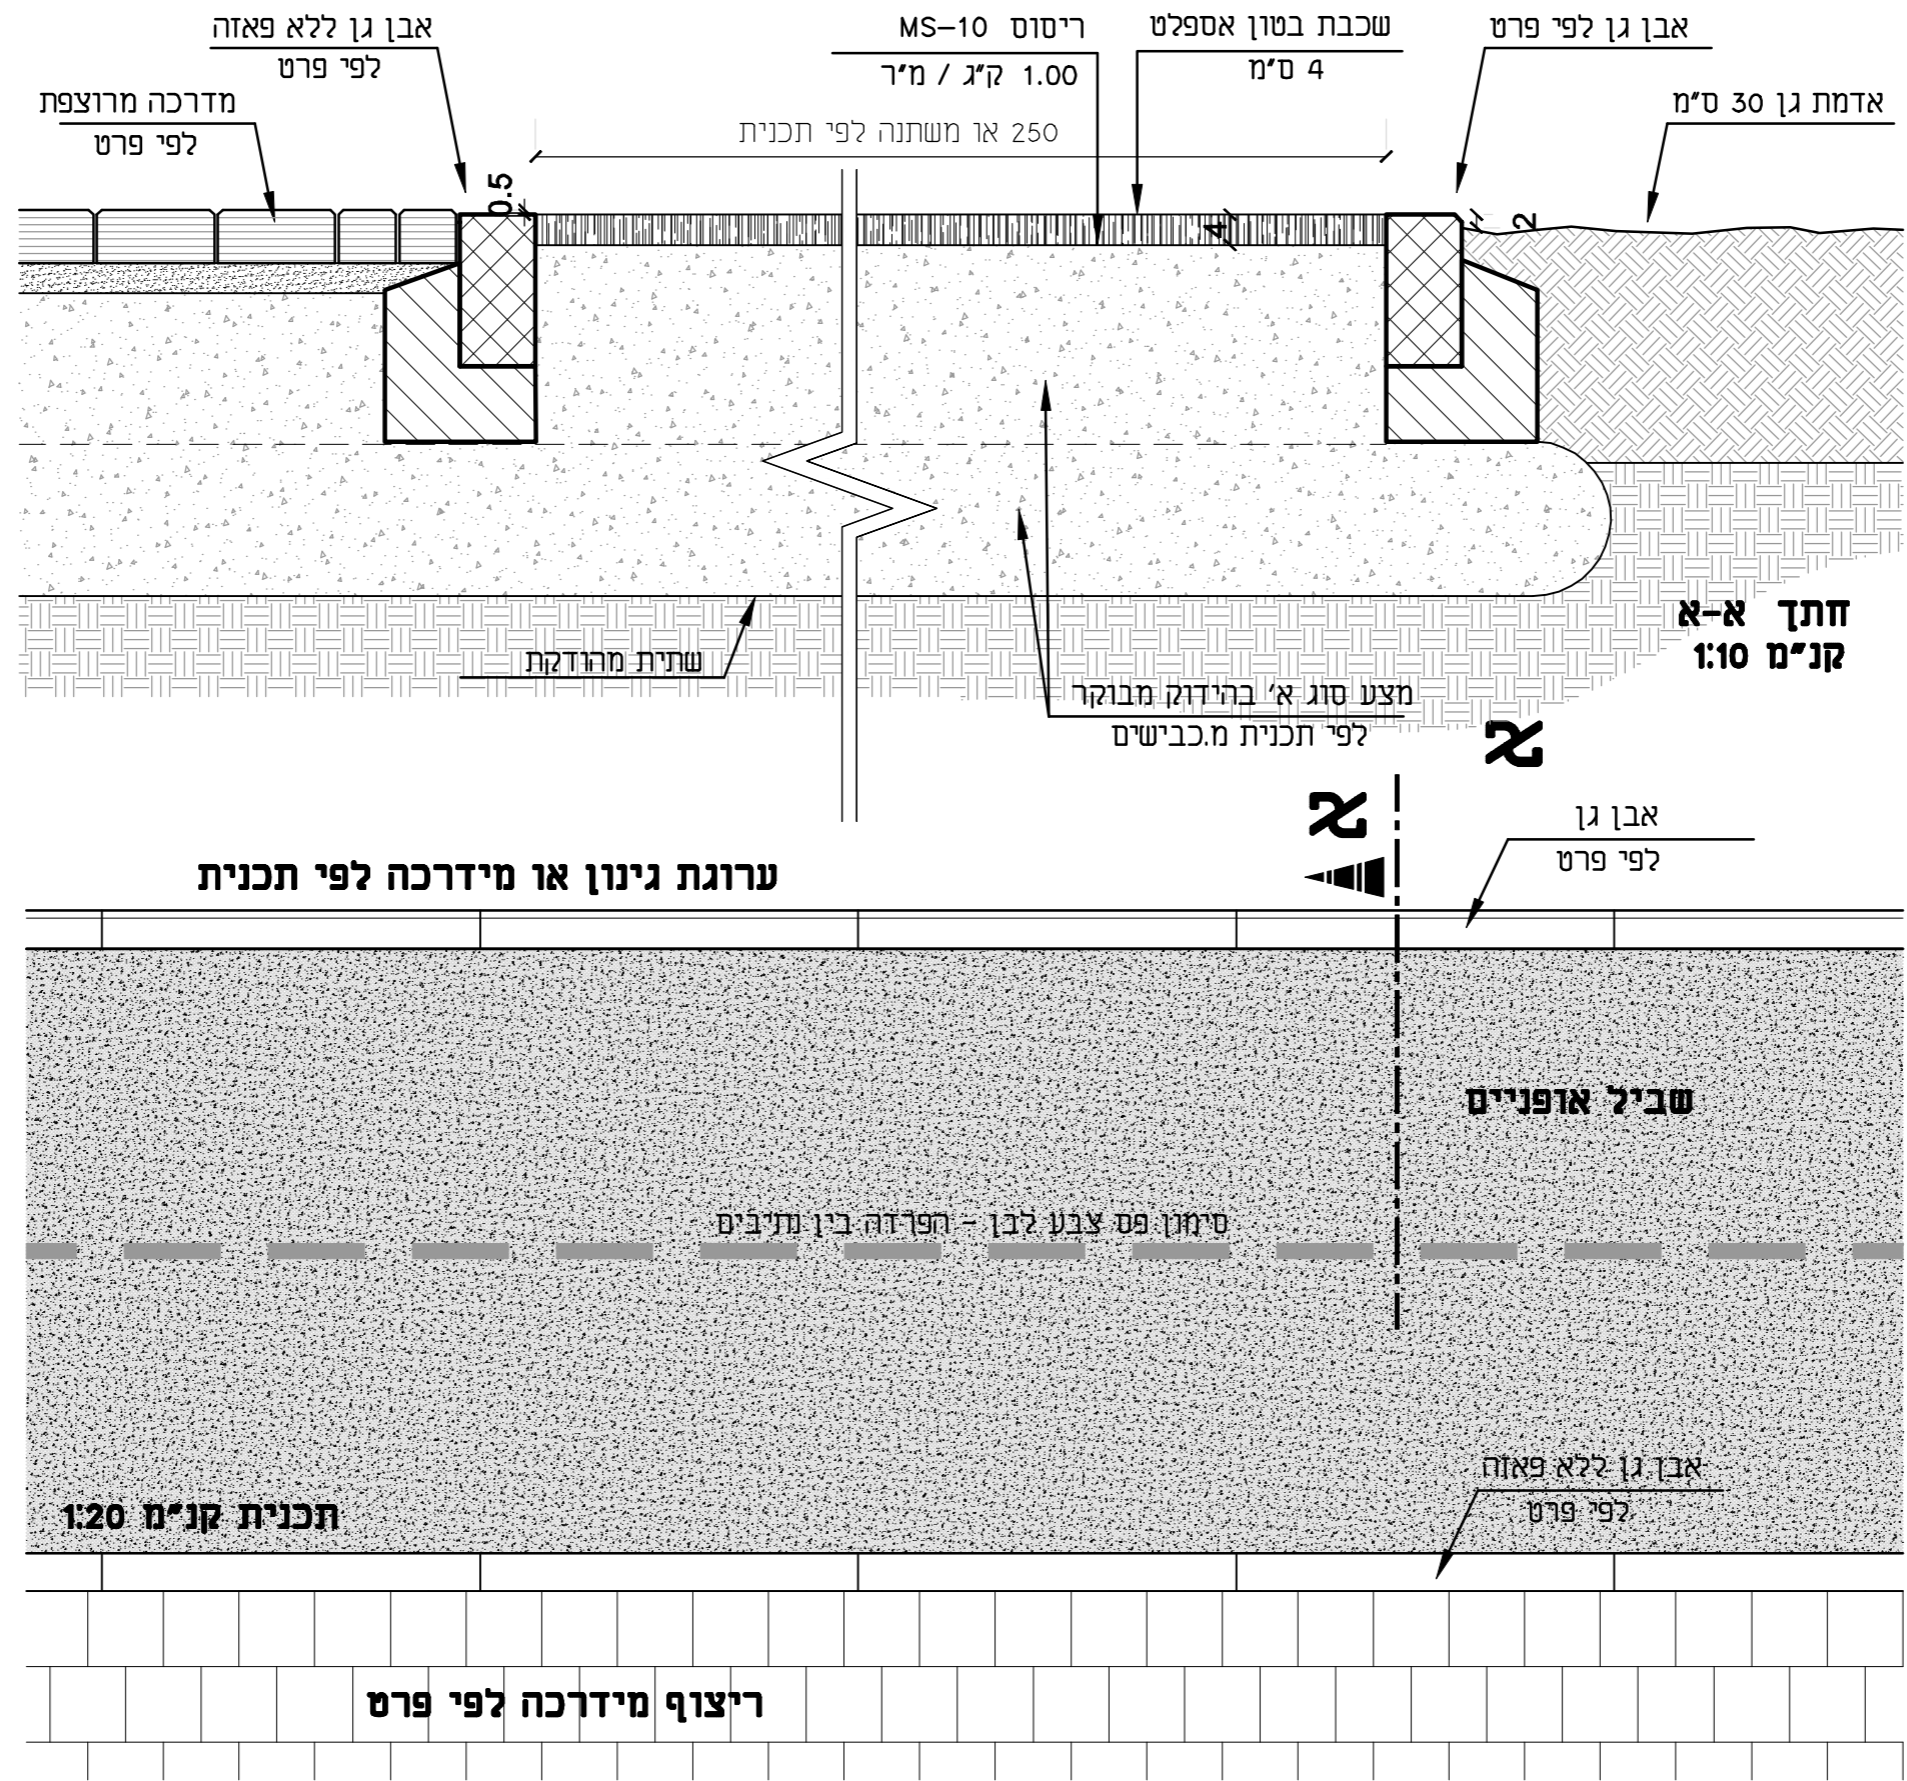 אבן גן לפי פרט
שכבת בטון אספלט
4 ס"מ
ריסוס MS-10
1.00 ק"ג / מ"ר
אבן גן ללא פאזה
לפי פרט
אדמת גן 30 ס"מ
מדרכה מרוצפת
לפי פרט
250 או משתנה לפי תכנית
0.5
4
2
חתך א-א
קנ"מ 1:10
שתית מהודקת
מצע סוג א' בהידוק מבוקר
לפי תכנית מ.כבישים
א
א
אבן גן
לפי פרט
ערוגת גינון או מידרכה לפי תכנית
שביל אופניים
סימון פס צבע לבן - הפרדה בין נתיבים
אבן גן ללא פאזה
לפי פרט
תכנית קנ"מ 1:20
ריצוף מידרכה לפי פרט